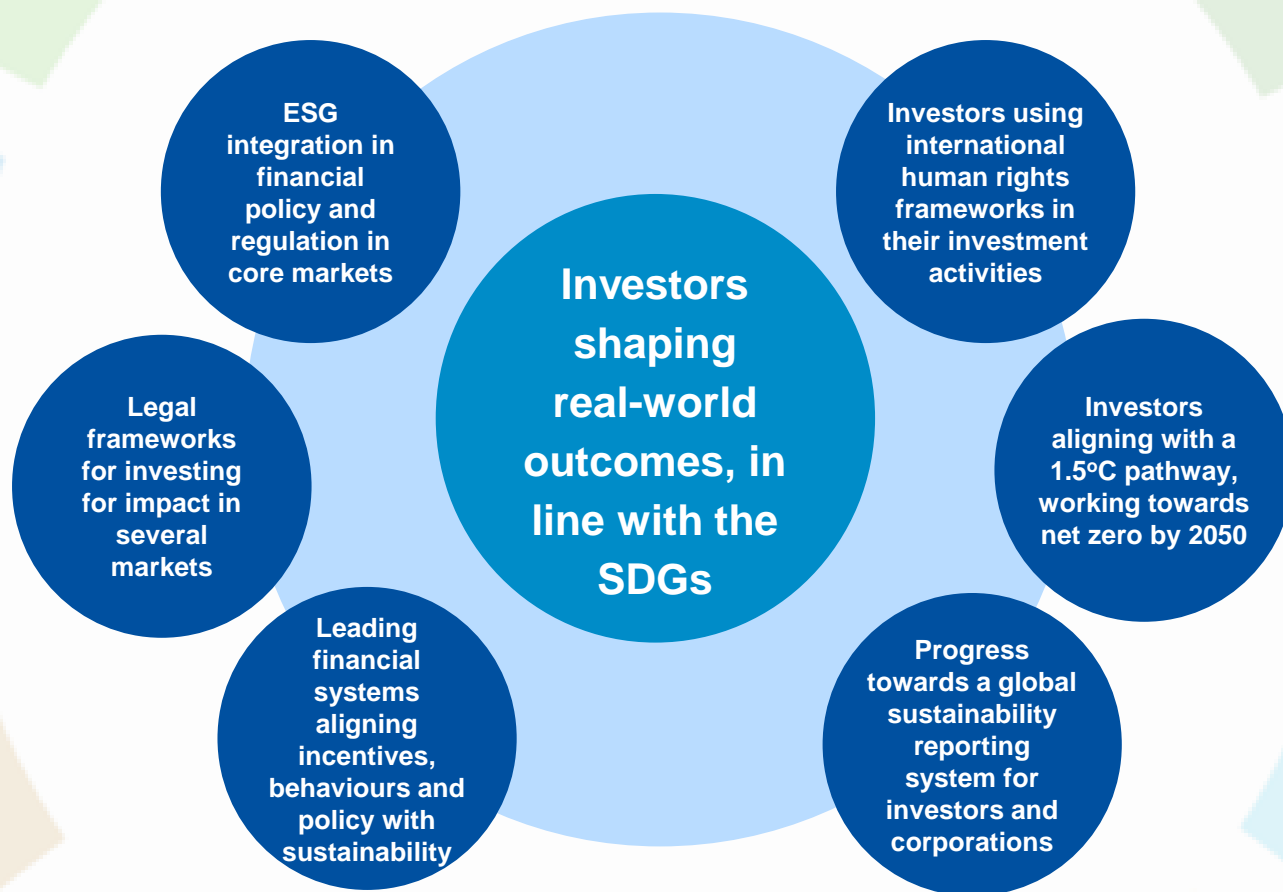 ESG
integration in
financial
policy and
regulation in
core markets
Investors using
international
human rights
frameworks in
their investment
activities
Investors
shaping
real-world
outcomes, in
line with the
SDGs
Legal
frameworks
for investing
for impact in
several
markets
Investors
aligning with a
1.5ºC pathway,
working towards
net zero by 2050
Leading
financial
systems
aligning
incentives,
behaviours and
policy with
sustainability
Progress
towards a global
sustainability
reporting
system for
investors and
corporations